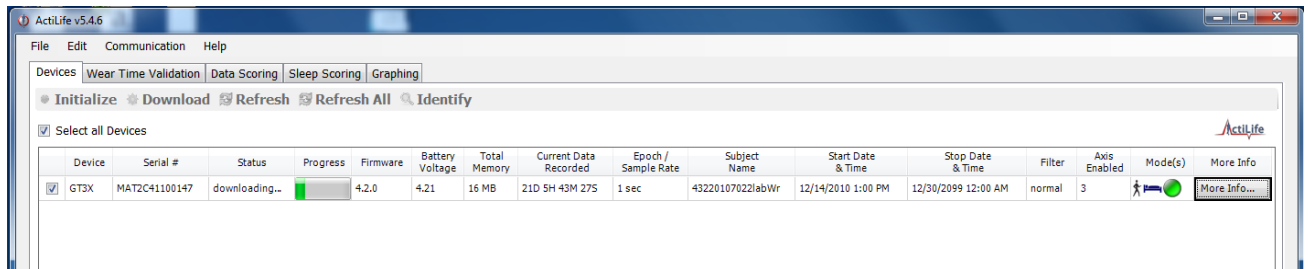 ActiLife v5.4.6
File Edit Communication Help
Devices Wear Time Validation Data Scoring Sleep Scoring Graphing
Initialize Download Refresh Refresh All Identify
Select all Devices
ActiLife
Device Serial # Status Progress Firmware Battery Voltage Total Memory Current Data Recorded Epoch / Sample Rate Subject Name Start Date & Time Stop Date & Time Filter Axis Enabled Mode(s) More Info
GT3X MAT2C41100147 downloading... 4.2.0 4.21 16 MB 21D 5H 43M 27S 1 sec 43220107022labWr 12/14/2010 1:00 PM 12/30/2099 12:00 AM normal 3 More Info...